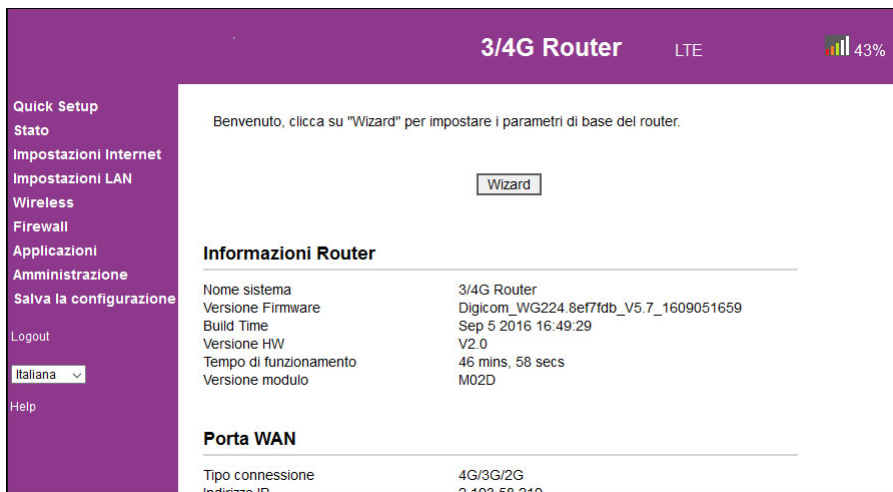 3/4G Router LTE 43%
Quick Setup
Stato
Impostazioni Internet
Impostazioni LAN
Wireless
Firewall
Applicazioni
Amministrazione
Salva la configurazione
Logout
Italiana
Help
Benvenuto, clicca su "Wizard" per impostare i parametri di base del router.
Wizard
Informazioni Router
Nome sistema 3/4G Router
Versione Firmware Digicom_WG224.8ef7fdb_V5.7_1609051659
Build Time Sep 5 2016 16:49:29
Versione HW V2.0
Tempo di funzionamento 46 mins, 58 secs
Versione modulo M02D
Porta WAN
Tipo connessione 4G/3G/2G
Indirizzo IP